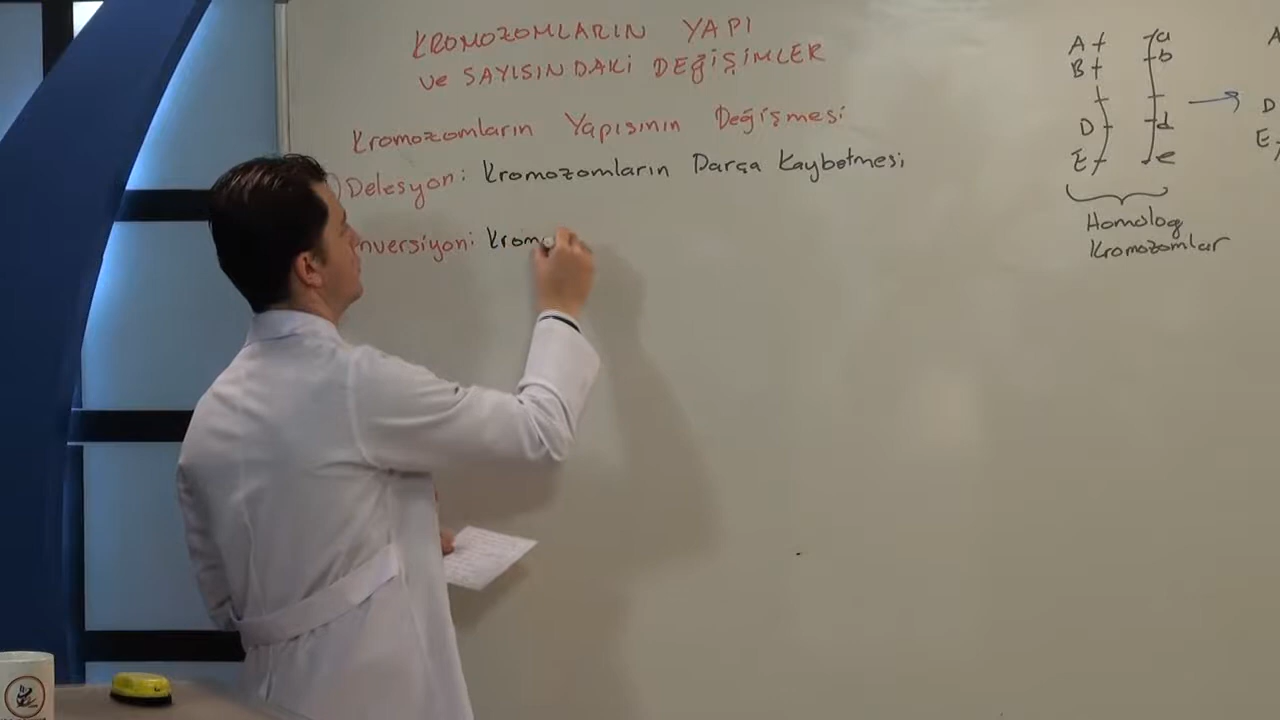 KROMOZOMLARIN YAPI
ve SAYISINDAKİ DEĞİŞİMLER
Kromozomların Yapısının Değişmesi
) Delesyon: Kromozomların Parça Kaybetmesi
nversiyon: Krom
A
B
D
E
a
b
d
e
Homolog
Kromozomlar
A
D
E